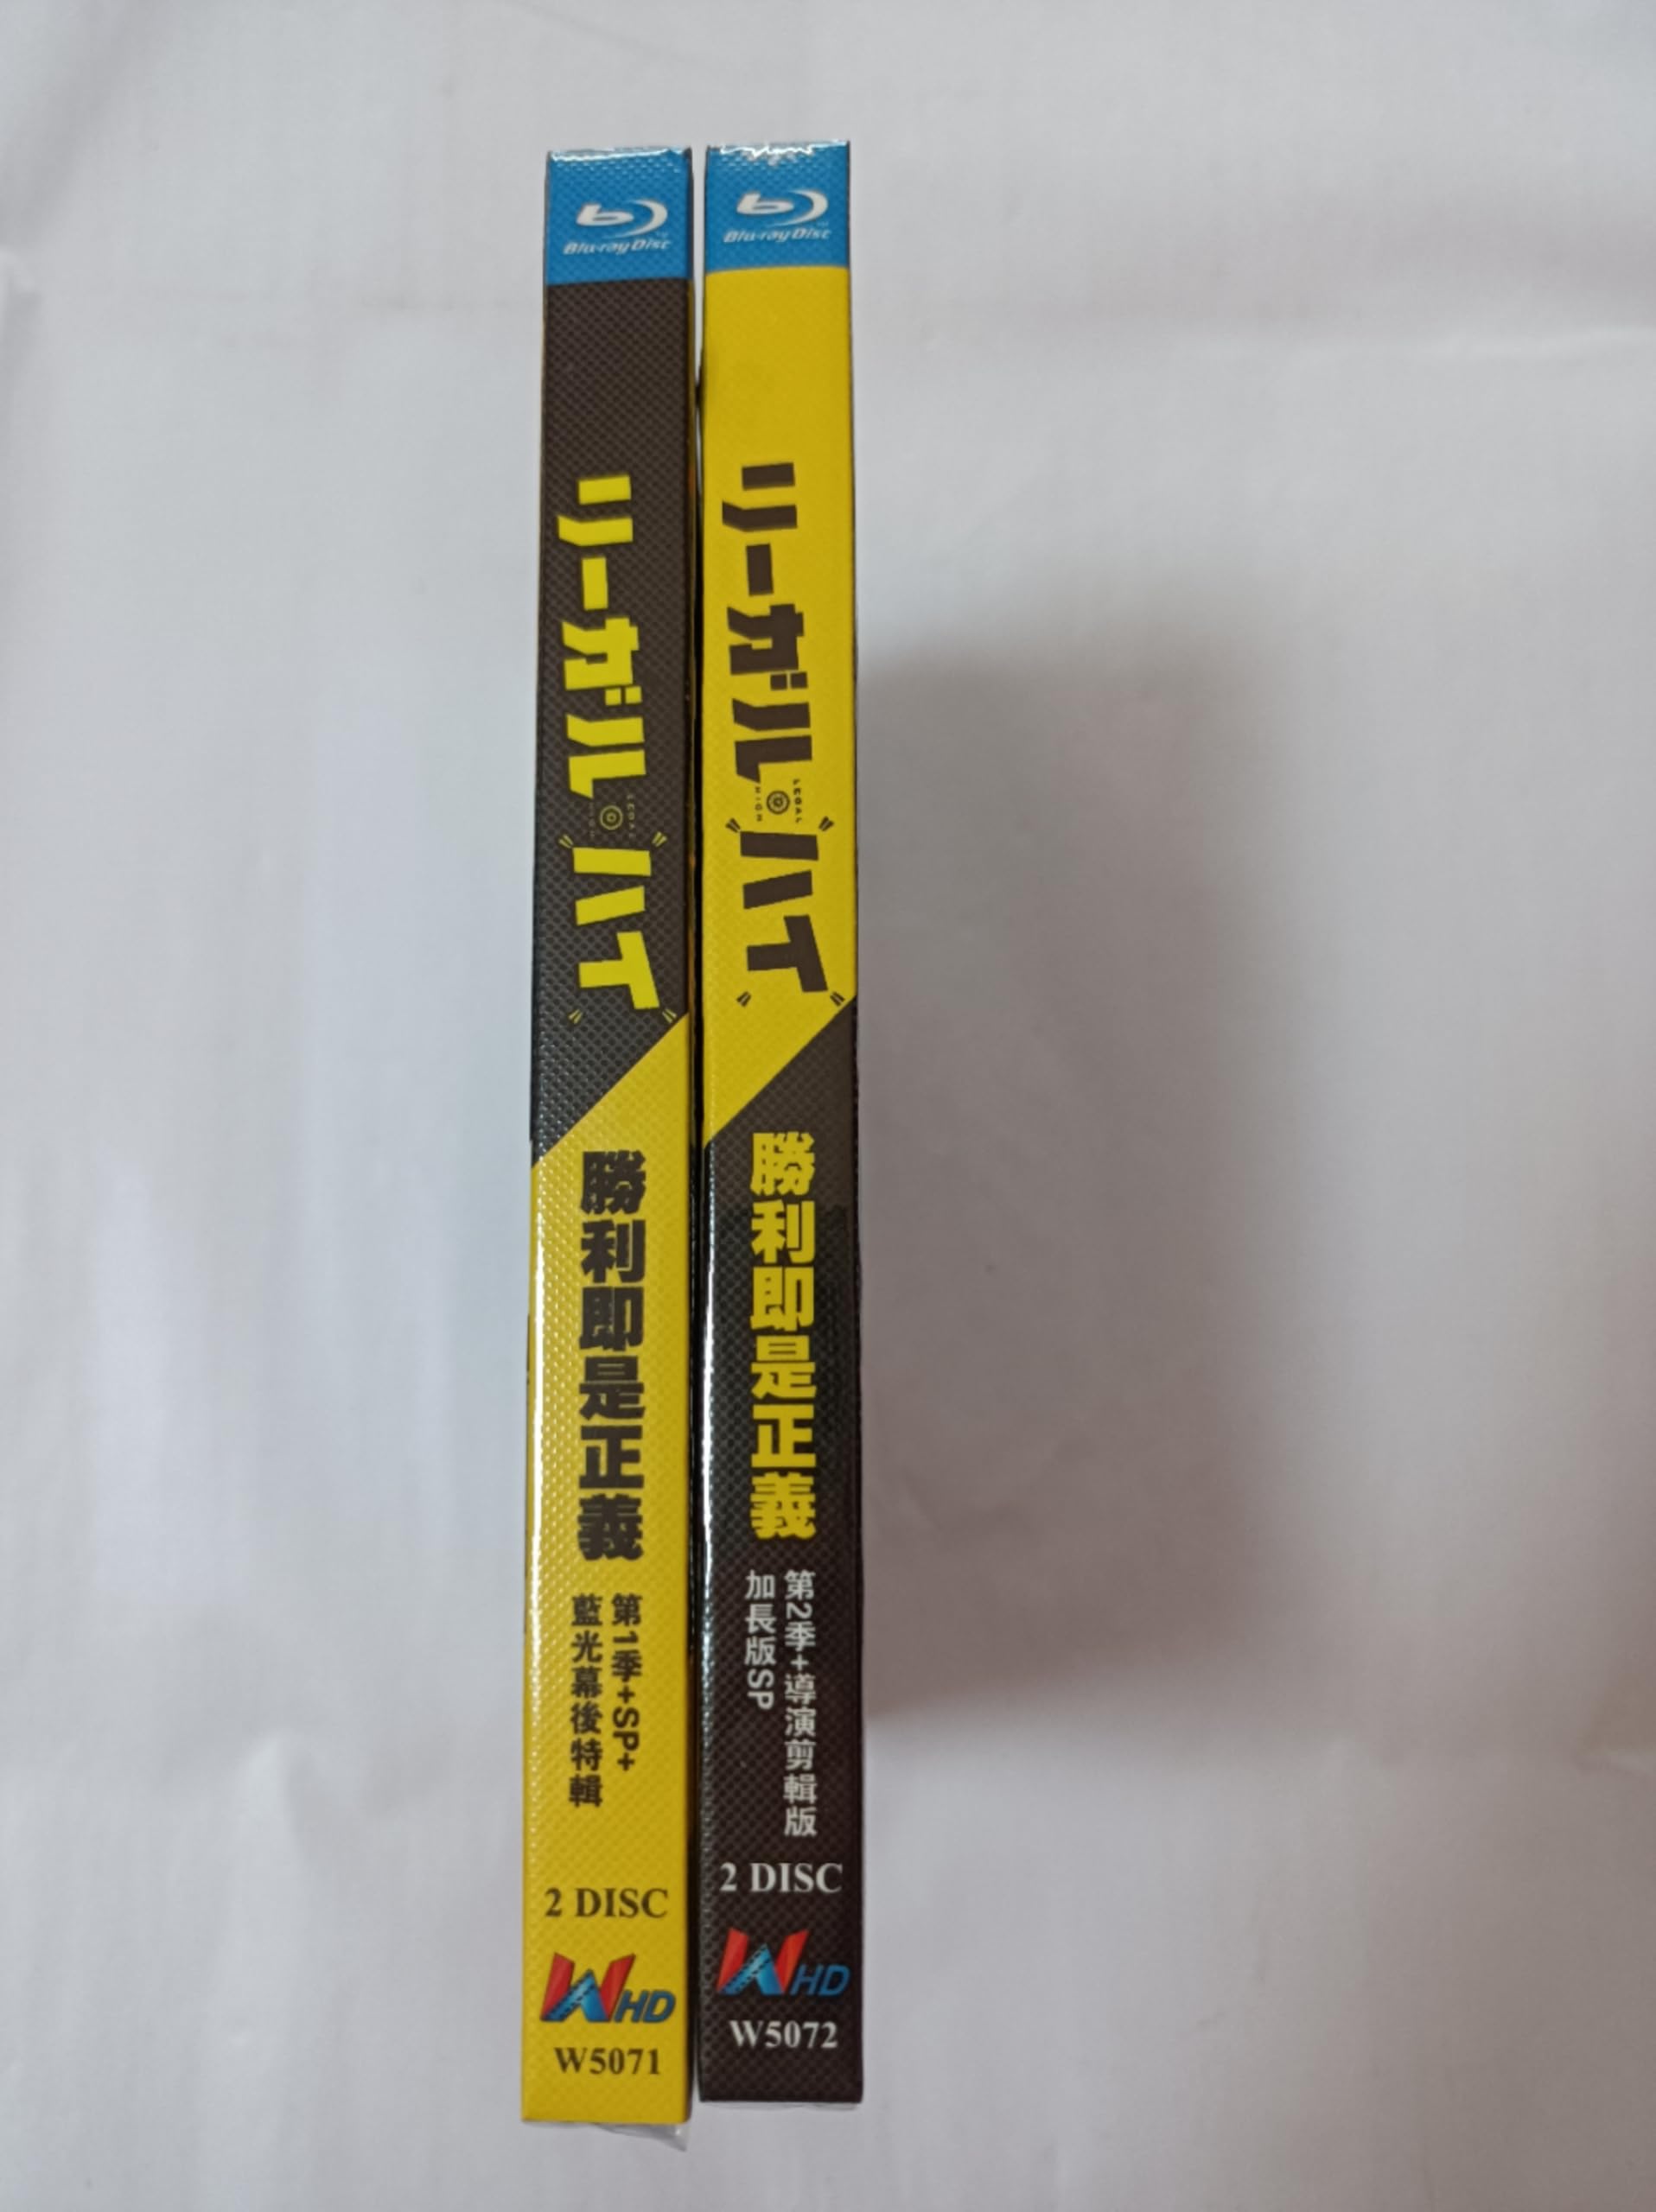 Blu-ray Disc
リーガル・ハイ
LEGAL
勝利即是正義
第1季+SP+
藍光幕後特輯
2 DISC
WHD
W5071
Blu-ray Disc
リーガル・ハイ
LEGAL
HIGH
勝利即是正義
第2季+導演剪輯版
加長版SP
2 DISC
WHD
W5072